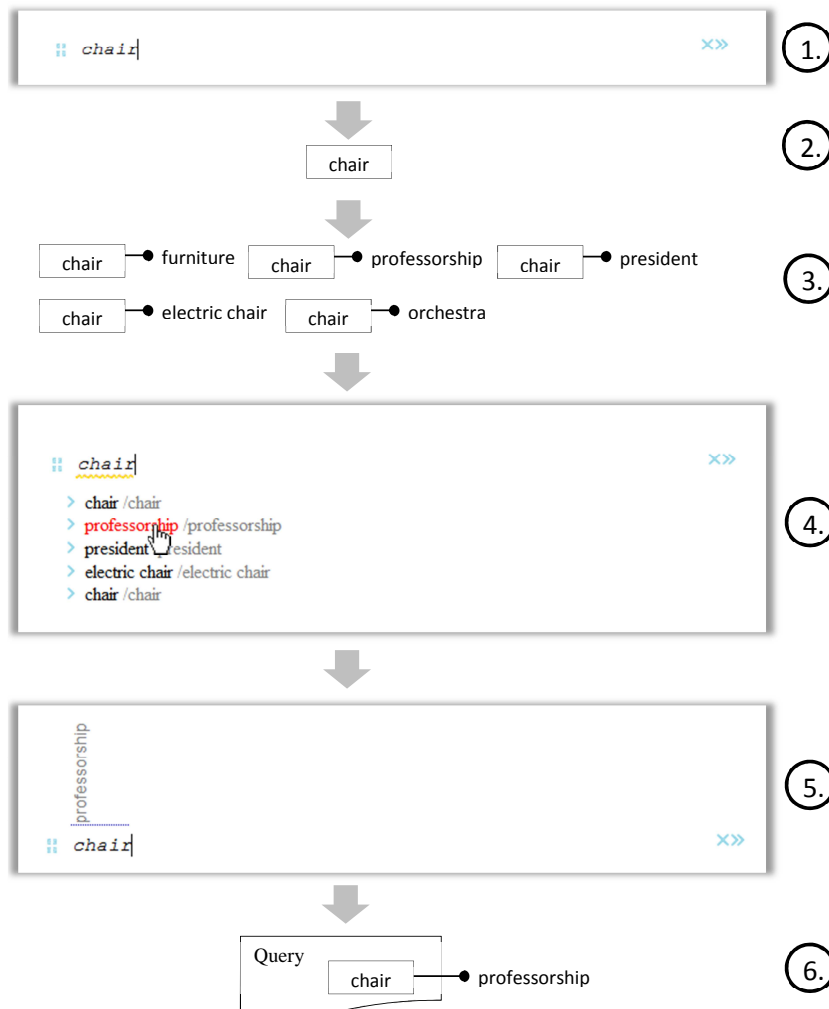 chair
1.
chair
2.
chair furniture chair professorship chair president
3.
chair electric chair chair orchestra
chair
> chair /chair
> professorship /professorship
> president /president
> electric chair /electric chair
> chair /chair
4.
professorship
chair
5.
Query
chair professorship
6.